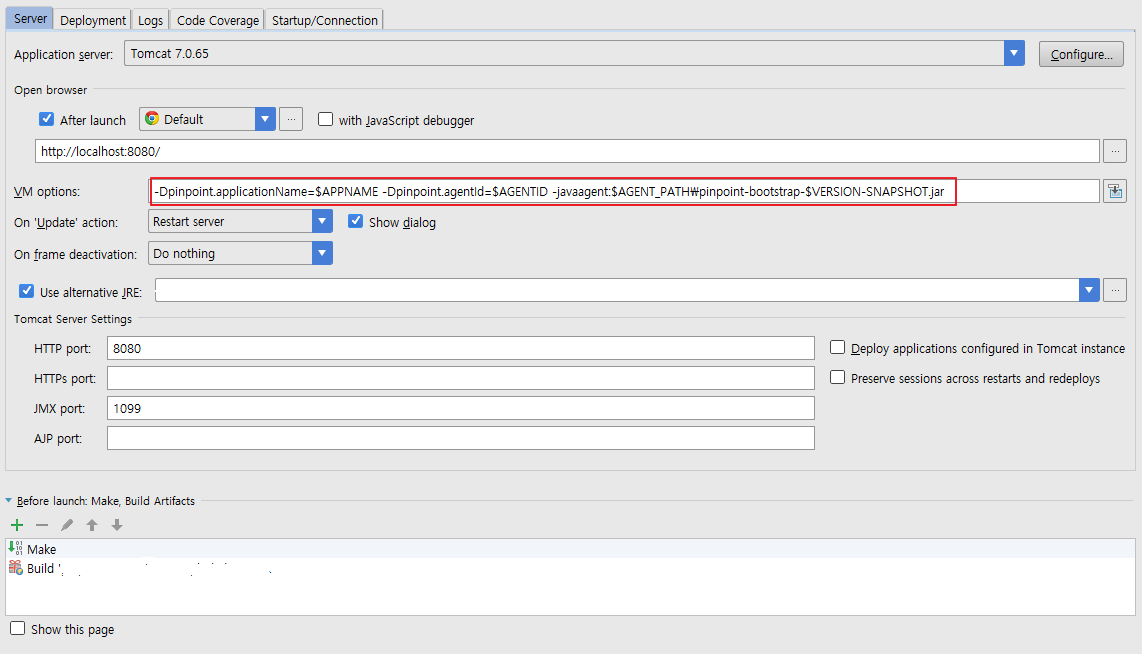 Server Deployment Logs Code Coverage Startup/Connection
Application server: Tomcat 7.0.65 Configure...
Open browser
After launch Default ... with JavaScript debugger
http://localhost:8080/ ...
VM options: -Dpinpoint.applicationName=$APPNAME -Dpinpoint.agentId=$AGENTID -javaagent:$AGENT_PATH₩pinpoint-bootstrap-$VERSION-SNAPSHOT.jar
On 'Update' action: Restart server Show dialog
On frame deactivation: Do nothing
Use alternative JRE: ...
Tomcat Server Settings
HTTP port: 8080 Deploy applications configured in Tomcat instance
HTTPs port: Preserve sessions across restarts and redeploys
JMX port: 1099
AJP port:
Before launch: Make, Build Artifacts
Make
Build '
Show this page